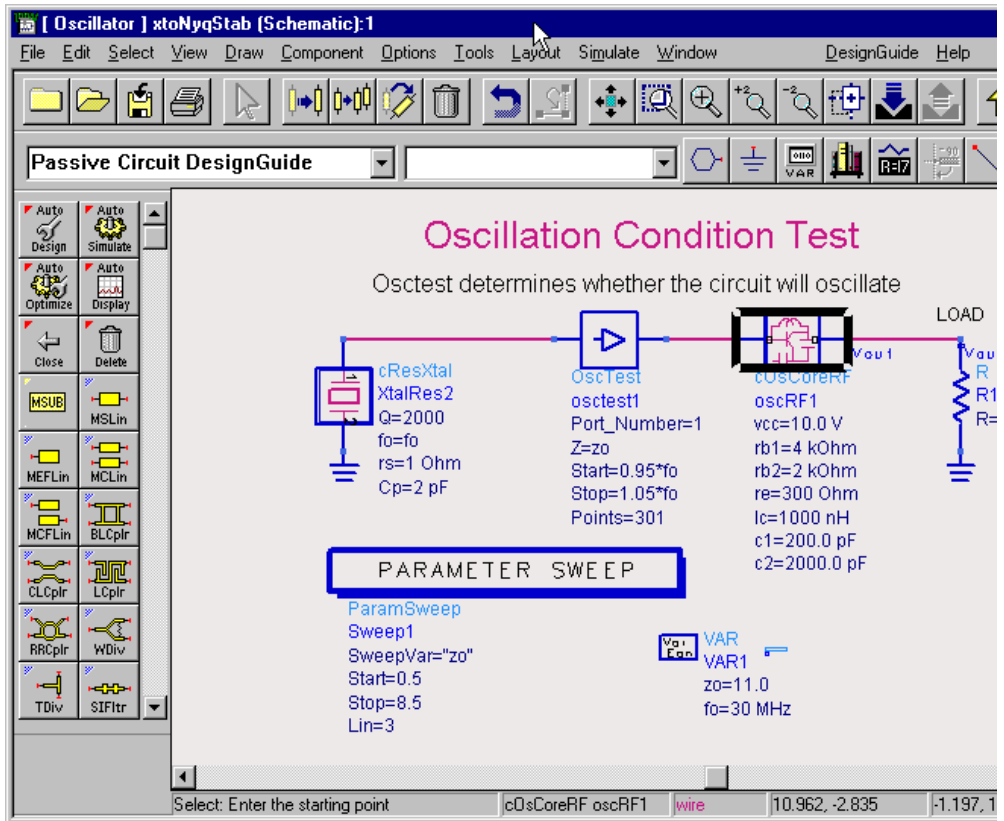 [ Oscillator ] xtoNyqStab (Schematic):1
File Edit Select View Draw Component Options Tools Layout Simulate Window DesignGuide Help
+2 -2
Passive Circuit DesignGuide
VAR
-90
Auto Design
Auto Simulate
Auto Optimize
Auto Display
Close
Delete
MSUB
MSLin
MEFLin
MCLin
MCFLin
BLCplr
CLCplr
LCplr
RRCplr
WDiv
TDiv
SIFltr
Oscillation Condition Test
Osctest determines whether the circuit will oscillate
LOAD
cResXtal
XtalRes2
Q=2000
fo=fo
rs=1 Ohm
Cp=2 pF
OscTest
osctest1
Port_Number=1
Z=zo
Start=0.95*fo
Stop=1.05*fo
Points=301
Vout
cOsCoreRF
oscRF1
vcc=10.0 V
rb1=4 kOhm
rb2=2 kOhm
re=300 Ohm
lc=1000 nH
c1=200.0 pF
c2=2000.0 pF
Vou
R
R1
R=
PARAMETER SWEEP
ParamSweep
Sweep1
SweepVar="zo"
Start=0.5
Stop=8.5
Lin=3
Var
Eqn
VAR
VAR1
zo=11.0
fo=30 MHz
Select: Enter the starting point cOsCoreRF oscRF1 wire 10.962, -2.835 -1.197, 1